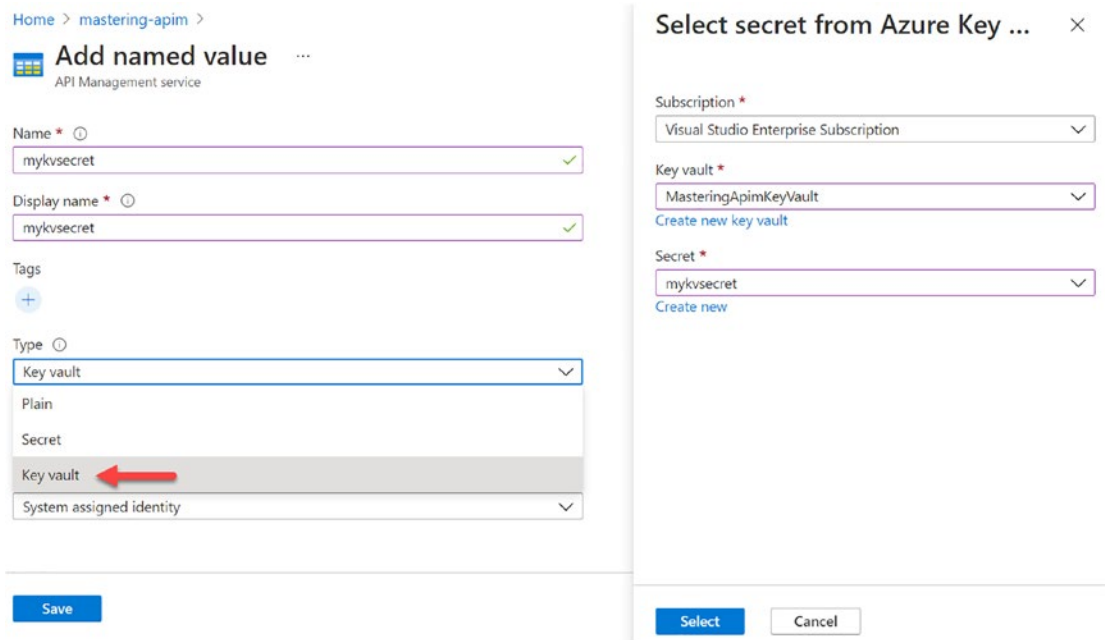 Home > mastering-apim >
Add named value ...
API Management service
Name *
mykvsecret
Display name *
mykvsecret
Tags
+
Type
Key vault
Plain
Secret
Key vault
System assigned identity
Save
Select secret from Azure Key ...
Subscription *
Visual Studio Enterprise Subscription
Key vault *
MasteringApimKeyVault
Create new key vault
Secret *
mykvsecret
Create new
Select
Cancel